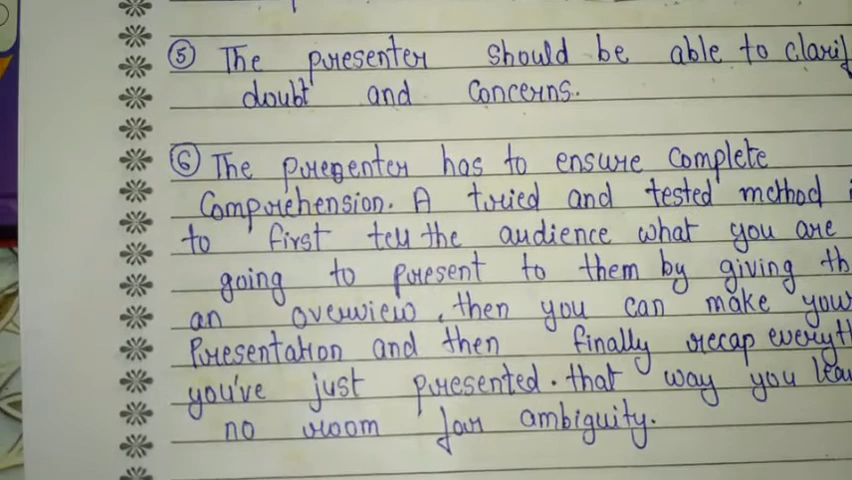 ⑤ The presenter should be able to clarif
doubt and concerns.
⑥ The presenter has to ensure complete
Comprehension. A tried and tested method i
to first tell the audience what you are
going to present to them by giving th
an overview, then you can make your
Presentation and then finally recap everyth
you've just presented. that way you lea
no room for ambiguity.